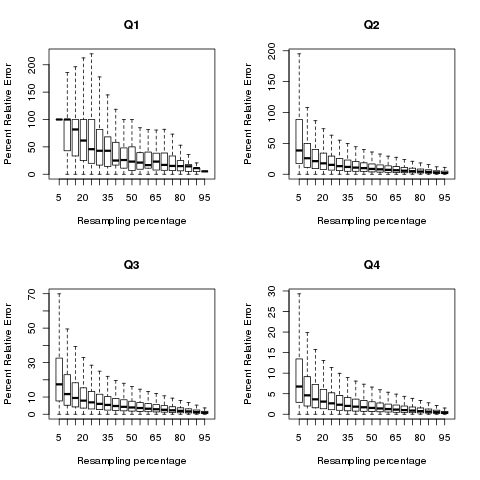 Q1
Percent Relative Error
0 50 100 150 200
5 20 35 50 65 80 95
Resampling percentage
Q2
Percent Relative Error
0 50 100 150 200
5 20 35 50 65 80 95
Resampling percentage
Q3
Percent Relative Error
0 10 30 50 70
5 20 35 50 65 80 95
Resampling percentage
Q4
Percent Relative Error
0 5 10 15 20 25 30
5 20 35 50 65 80 95
Resampling percentage